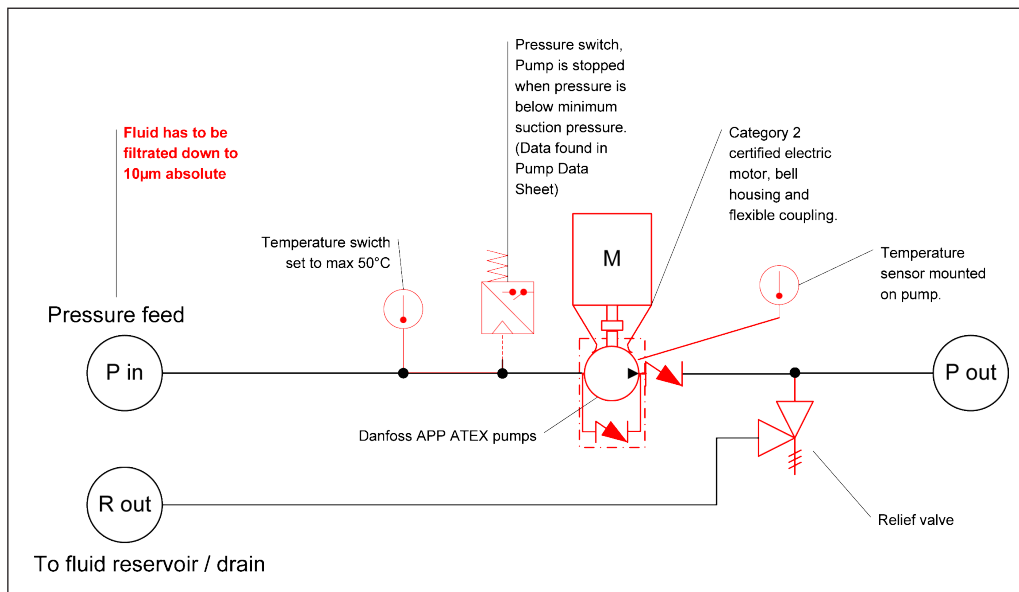 Pressure switch,
Pump is stopped
when pressure is
below minimum
suction pressure.
(Data found in
Pump Data
Sheet)
Fluid has to be
filtrated down to
10µm absolute
Category 2
certified electric
motor, bell
housing and
flexible coupling.
Temperature swicth
set to max 50°C
M
Temperature
sensor mounted
on pump.
Pressure feed
P in
P out
Danfoss APP ATEX pumps
R out
Relief valve
To fluid reservoir / drain